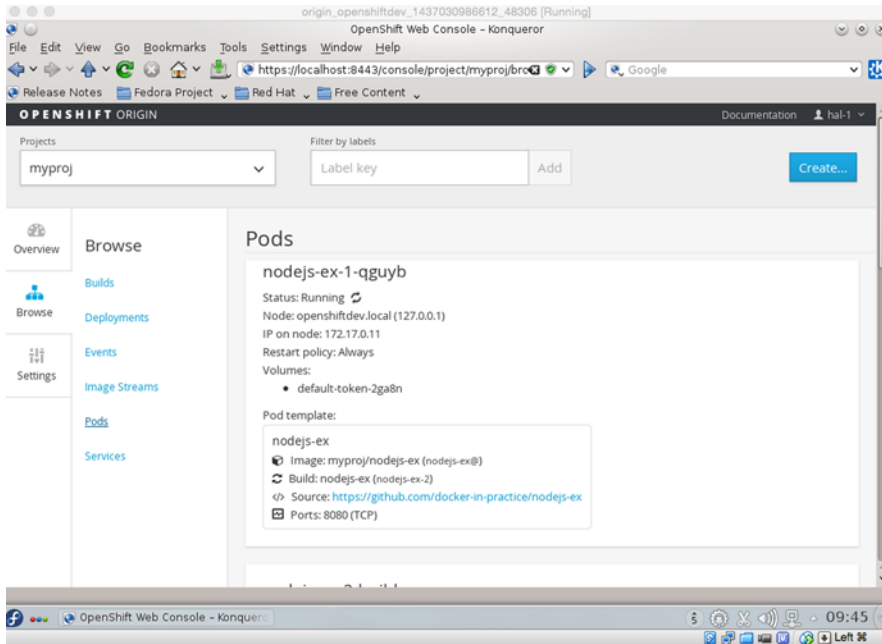 origin_openshiftdev_1437030986612_48306 [Running]
OpenShift Web Console – Konqueror
File Edit View Go Bookmarks Tools Settings Window Help
https://localhost:8443/console/project/myproj/bro
Google
Release Notes Fedora Project Red Hat Free Content
OPENSHIFT ORIGIN
Documentation hal-1
Projects
Filter by labels
myproj
Label key
Add
Create...
Overview
Browse
Settings
Browse
Builds
Deployments
Events
Image Streams
Pods
Services
Pods
nodejs-ex-1-qguyb
Status: Running
Node: openshiftdev.local (127.0.0.1)
IP on node: 172.17.0.11
Restart policy: Always
Volumes:
• default-token-2ga8n
Pod template:
nodejs-ex
Image: myproj/nodejs-ex (nodejs-ex@)
Build: nodejs-ex (nodejs-ex-2)
</> Source: https://github.com/docker-in-practice/nodejs-ex
Ports: 8080 (TCP)
OpenShift Web Console – Konquero
09:45
Left ⌘